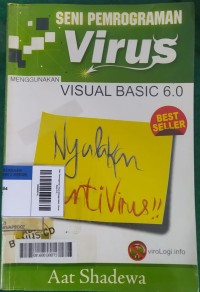 SENI PEMROGRAMAN
Virus
MENGGUNAKAN
VISUAL BASIC 6.0
BEST
SELLER
Nyalakan
AntiVirus!!
viroLogi.info
Aat Shadewa